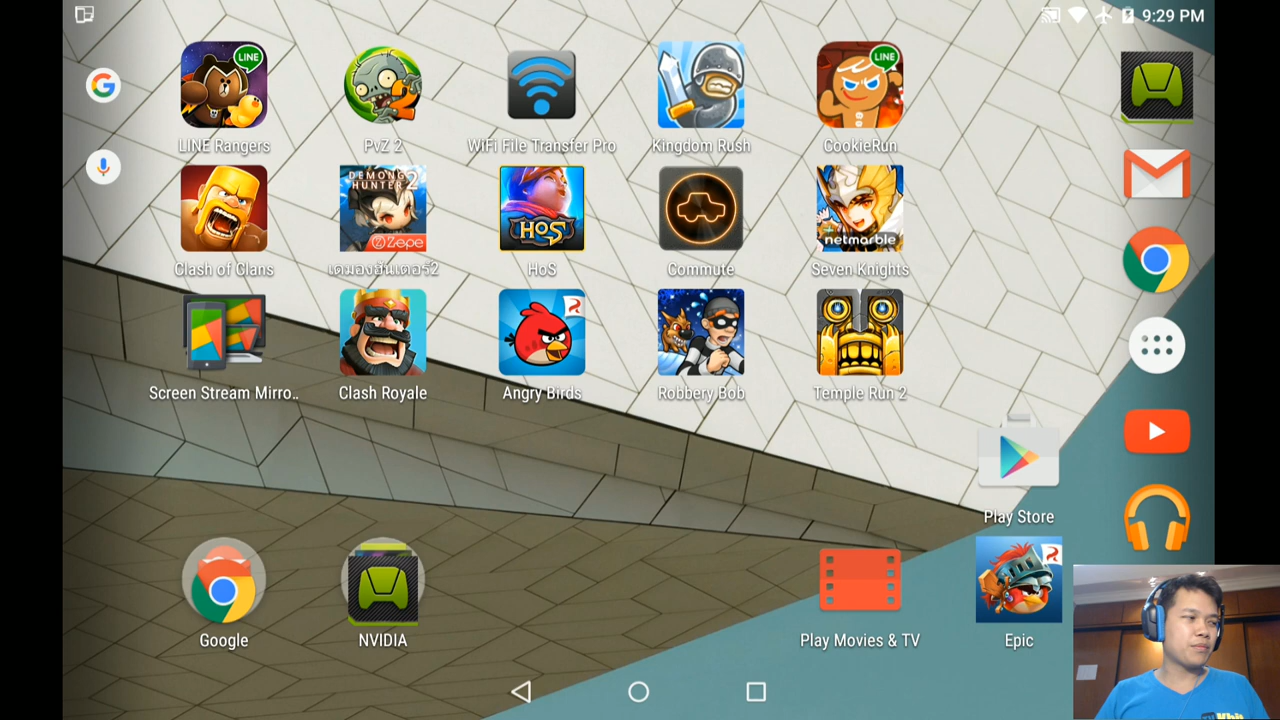 9:29 PM
LINE
LINE
LINE Rangers
PvZ 2
WiFi File Transfer Pro
Kingdom Rush
CookieRun
DEMONG
HUNTER 2
Zepe
HOS
netmarble
Clash of Clans
เดมองฮันเตอร์2
HoS
Commute
Seven Knights
Screen Stream Mirro..
Clash Royale
Angry Birds
Robbery Bob
Temple Run 2
Play Store
Google
NVIDIA
Play Movies & TV
Epic